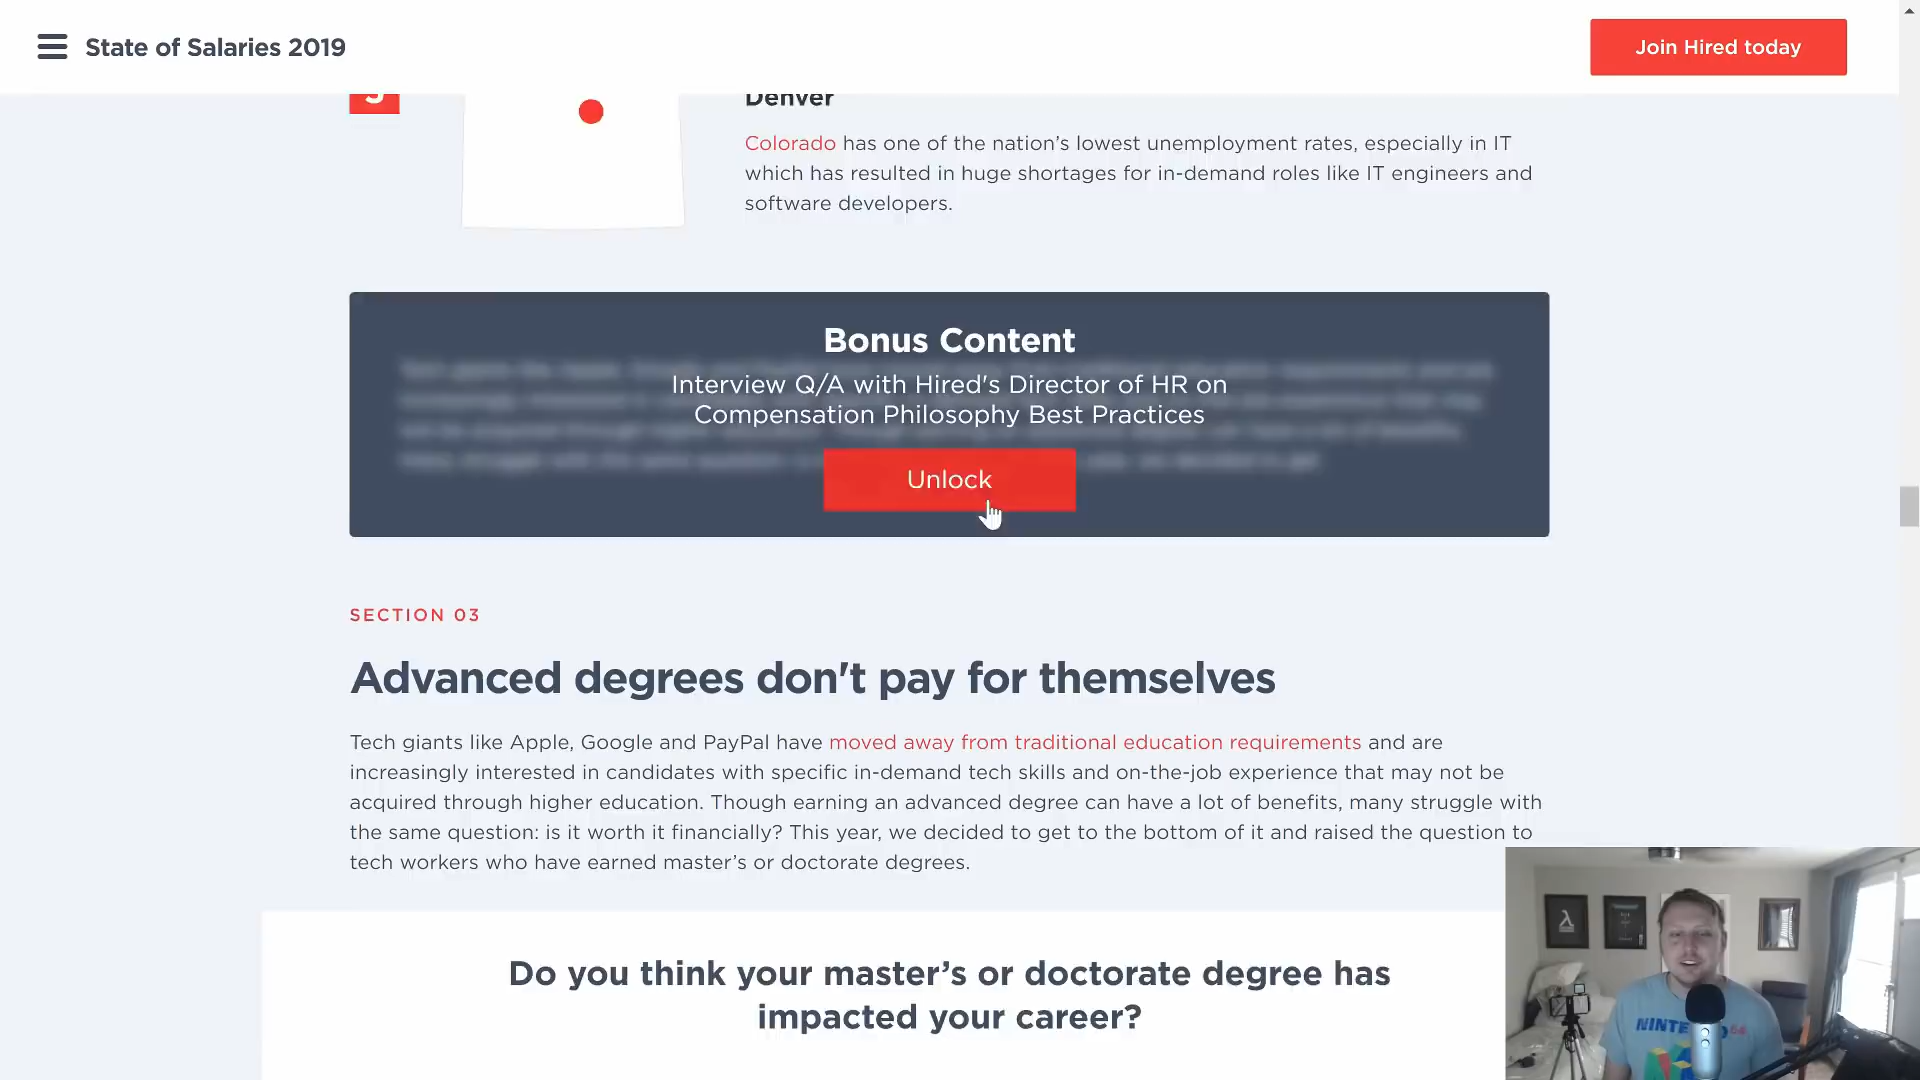 State of Salaries 2019
Join Hired today
Denver
Colorado has one of the nation’s lowest unemployment rates, especially in IT
which has resulted in huge shortages for in-demand roles like IT engineers and
software developers.
Bonus Content
Interview Q/A with Hired's Director of HR on
Compensation Philosophy Best Practices
Unlock
SECTION 03
Advanced degrees don't pay for themselves
Tech giants like Apple, Google and PayPal have moved away from traditional education requirements and are
increasingly interested in candidates with specific in-demand tech skills and on-the-job experience that may not be
acquired through higher education. Though earning an advanced degree can have a lot of benefits, many struggle with
the same question: is it worth it financially? This year, we decided to get to the bottom of it and raised the question to
tech workers who have earned master’s or doctorate degrees.
Do you think your master’s or doctorate degree has
impacted your career?